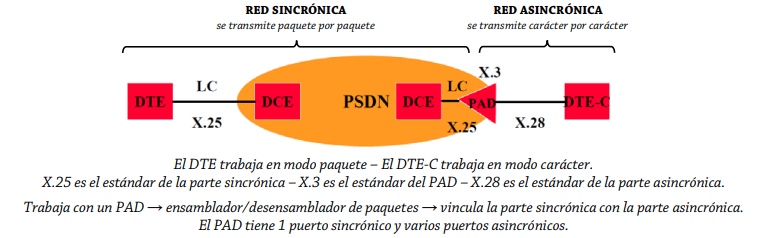 RED SINCRÓNICA
se transmite paquete por paquete
RED ASINCRÓNICA
se transmite carácter por carácter
X.3
LC
LC
DTE
DCE
PSDN
DCE
PAD
DTE-C
X.25
X.25
X.28
El DTE trabaja en modo paquete – El DTE-C trabaja en modo carácter.
X.25 es el estándar de la parte sincrónica – X.3 es el estándar del PAD – X.28 es el estándar de la parte asincrónica.
Trabaja con un PAD → ensamblador/desensamblador de paquetes → vincula la parte sincrónica con la parte asincrónica.
El PAD tiene 1 puerto sincrónico y varios puertos asincrónicos.